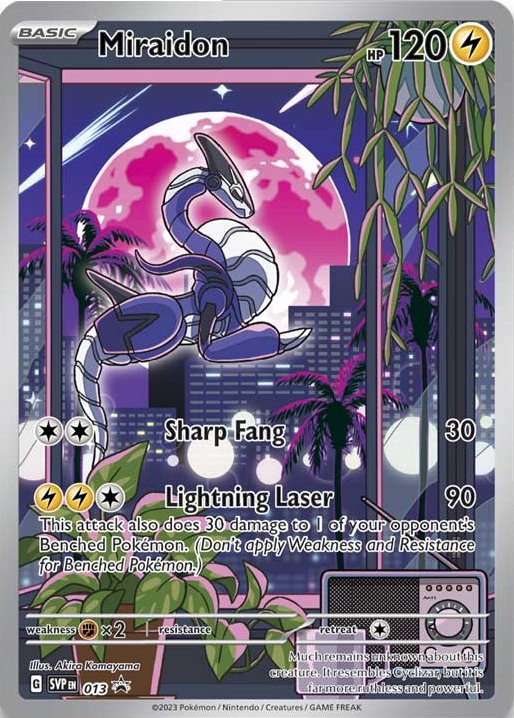 BASIC Miraidon HP 120
Sharp Fang 30
Lightning Laser 90
This attack also does 30 damage to 1 of your opponent's
Benched Pokémon. (Don't apply Weakness and Resistance
for Benched Pokémon.)
weakness ×2 resistance retreat
Illus. Akira Komayama
G SVP EN 013
Much remains unknown about this
creature. It resembles Cyclizar, but it is
far more ruthless and powerful.
©2023 Pokémon / Nintendo / Creatures / GAME FREAK